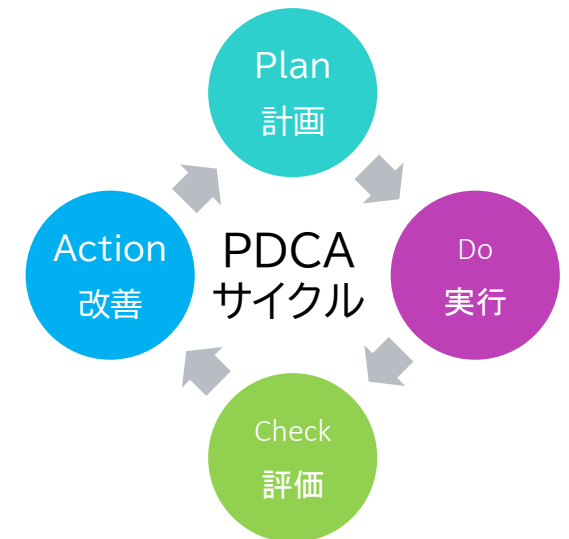 Plan
計画
Do
実行
Check
評価
Action
改善
PDCA
サイクル